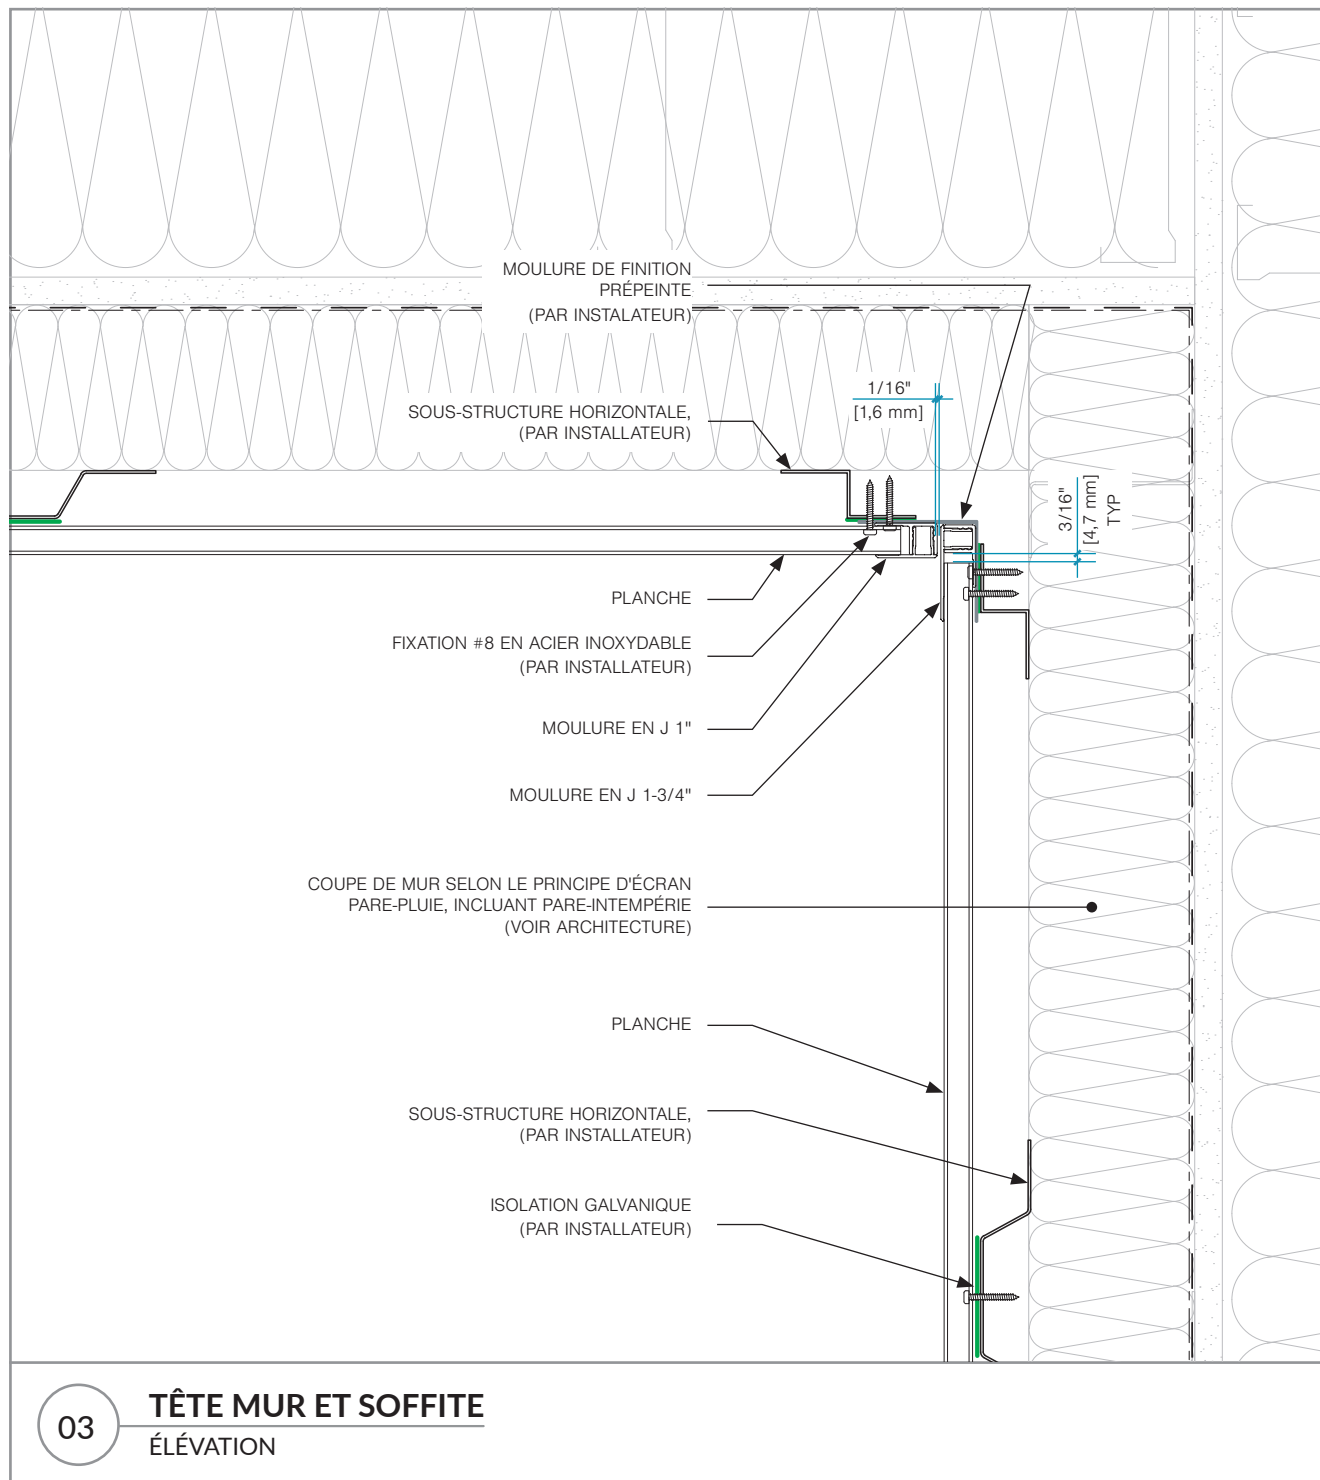 MOULURE DE FINITION
PRÉPEINTE
(PAR INSTALATEUR)
1/16"
[1,6 mm]
SOUS-STRUCTURE HORIZONTALE,
(PAR INSTALLATEUR)
3/16"
[4,7 mm]
TYP
PLANCHE
FIXATION #8 EN ACIER INOXYDABLE
(PAR INSTALLATEUR)
MOULURE EN J 1"
MOULURE EN J 1-3/4"
COUPE DE MUR SELON LE PRINCIPE D'ÉCRAN
PARE-PLUIE, INCLUANT PARE-INTEMPÉRIE
(VOIR ARCHITECTURE)
PLANCHE
SOUS-STRUCTURE HORIZONTALE,
(PAR INSTALLATEUR)
ISOLATION GALVANIQUE
(PAR INSTALLATEUR)
03
TÊTE MUR ET SOFFITE
ÉLÉVATION